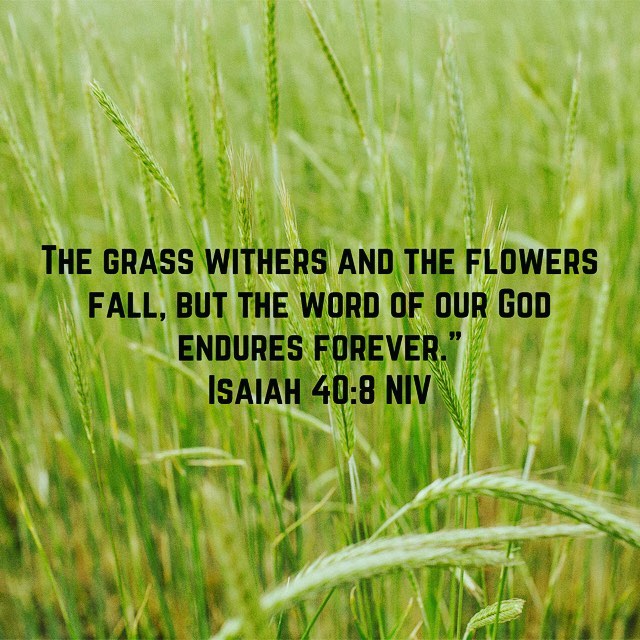 The grass withers and the flowers
fall, but the word of our God
endures forever.”
Isaiah 40:8 NIV